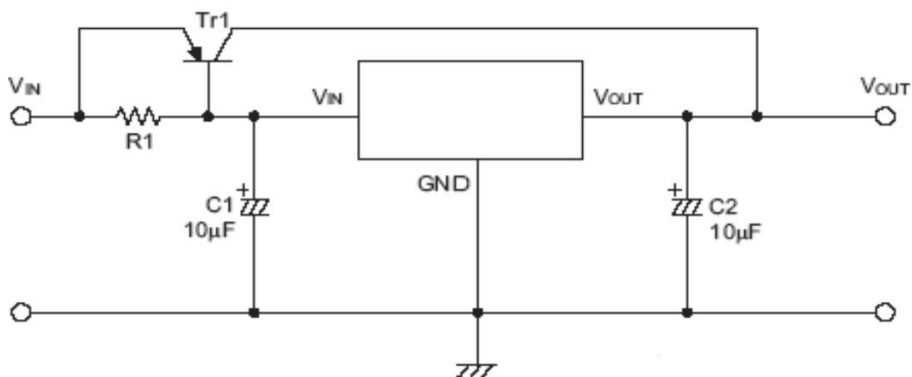 Tr1
VIN
VIN
VOUT
VOUT
R1
GND
+
C1
10µF
+
C2
10µF